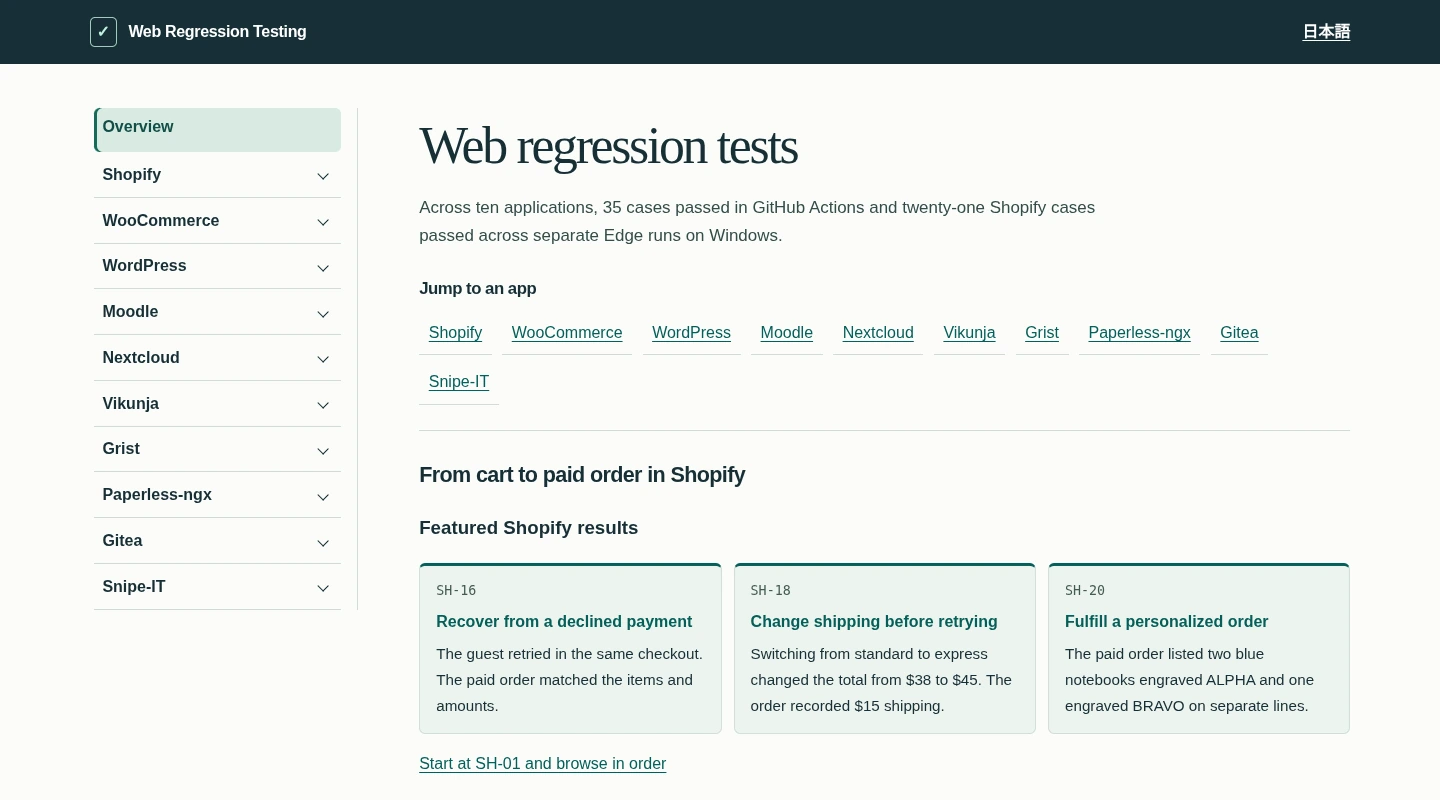 ✓ Web Regression Testing
日本語
Overview
Shopify
WooCommerce
WordPress
Moodle
Nextcloud
Vikunja
Grist
Paperless-ngx
Gitea
Snipe-IT
Web regression tests
Across ten applications, 35 cases passed in GitHub Actions and twenty-one Shopify cases
passed across separate Edge runs on Windows.
Jump to an app
Shopify WooCommerce WordPress Moodle Nextcloud Vikunja Grist Paperless-ngx Gitea
Snipe-IT
From cart to paid order in Shopify
Featured Shopify results
SH-16
Recover from a declined payment
The guest retried in the same checkout.
The paid order matched the items and
amounts.
SH-18
Change shipping before retrying
Switching from standard to express
changed the total from $38 to $45. The
order recorded $15 shipping.
SH-20
Fulfill a personalized order
The paid order listed two blue
notebooks engraved ALPHA and one
engraved BRAVO on separate lines.
Start at SH-01 and browse in order